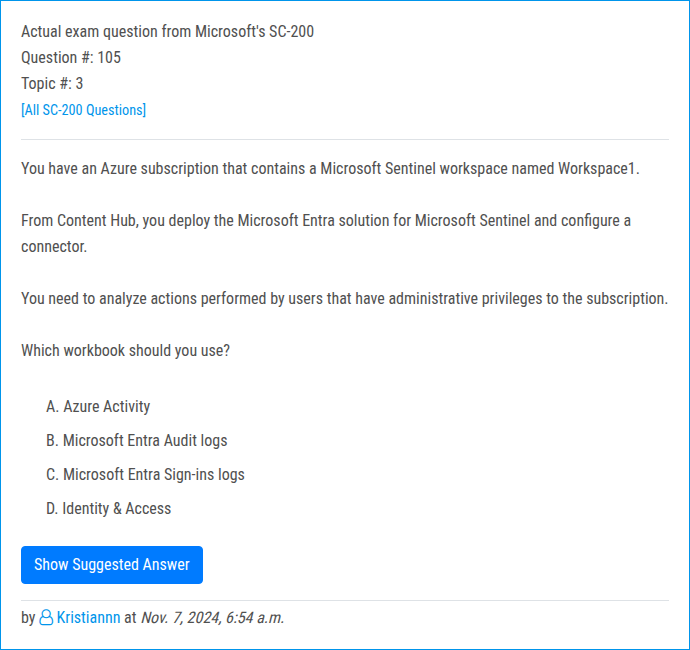 Actual exam question from Microsoft's SC-200
Question #: 105
Topic #: 3
[All SC-200 Questions]
You have an Azure subscription that contains a Microsoft Sentinel workspace named Workspace1.
From Content Hub, you deploy the Microsoft Entra solution for Microsoft Sentinel and configure a
connector.
You need to analyze actions performed by users that have administrative privileges to the subscription.
Which workbook should you use?
A. Azure Activity
B. Microsoft Entra Audit logs
C. Microsoft Entra Sign-ins logs
D. Identity & Access
Show Suggested Answer
by Kristiannn at Nov. 7, 2024, 6:54 a.m.